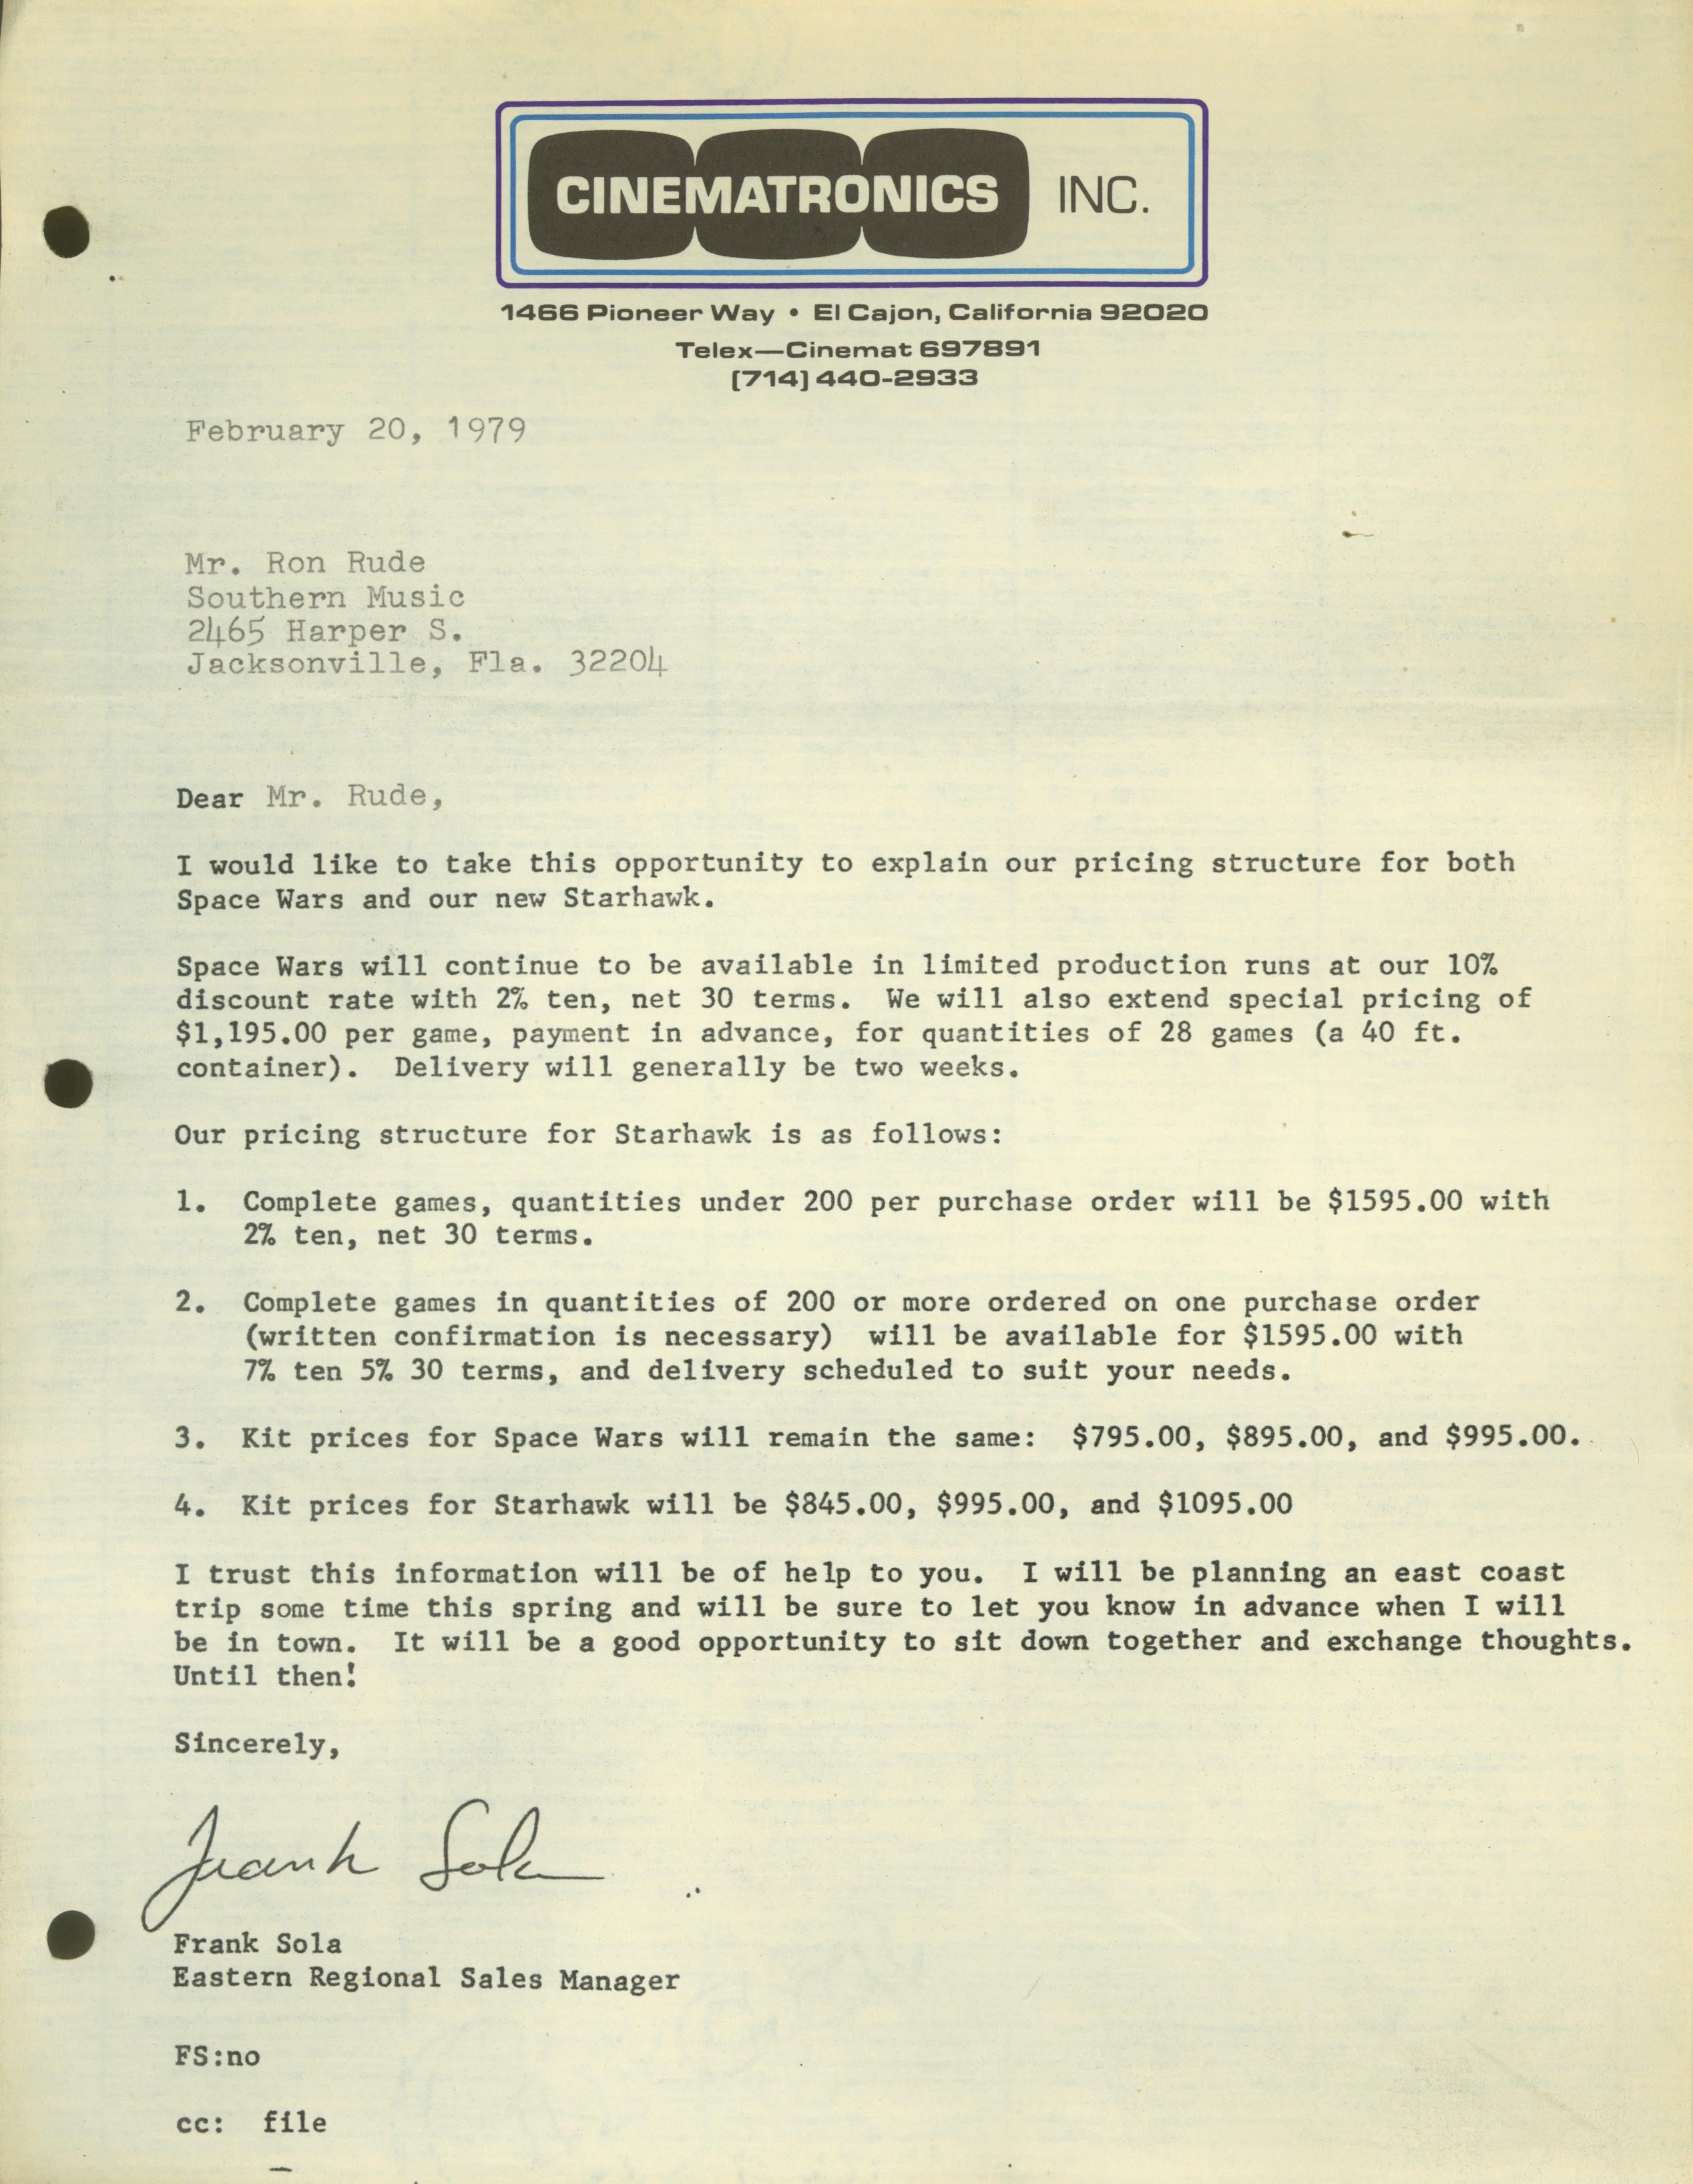 CINEMATRONICS INC.
1466 Pioneer Way • El Cajon, California 92020
Telex—Cinemat 697891
(714) 440-2933
February 20, 1979
Mr. Ron Rude
Southern Music
2465 Harper S.
Jacksonville, Fla. 32204
Dear Mr. Rude,
I would like to take this opportunity to explain our pricing structure for both
Space Wars and our new Starhawk.
Space Wars will continue to be available in limited production runs at our 10%
discount rate with 2% ten, net 30 terms.  We will also extend special pricing of
$1,195.00 per game, payment in advance, for quantities of 28 games (a 40 ft.
container).  Delivery will generally be two weeks.
Our pricing structure for Starhawk is as follows:
1.  Complete games, quantities under 200 per purchase order will be $1595.00 with
2% ten, net 30 terms.
2.  Complete games in quantities of 200 or more ordered on one purchase order
(written confirmation is necessary)  will be available for $1595.00 with
7% ten 5% 30 terms, and delivery scheduled to suit your needs.
3.  Kit prices for Space Wars will remain the same:  $795.00, $895.00, and $995.00.
4.  Kit prices for Starhawk will be $845.00, $995.00, and $1095.00
I trust this information will be of help to you.  I will be planning an east coast
trip some time this spring and will be sure to let you know in advance when I will
be in town.  It will be a good opportunity to sit down together and exchange thoughts.
Until then!
Sincerely,
Frank Sola
Frank Sola
Eastern Regional Sales Manager
FS:no
cc:  file